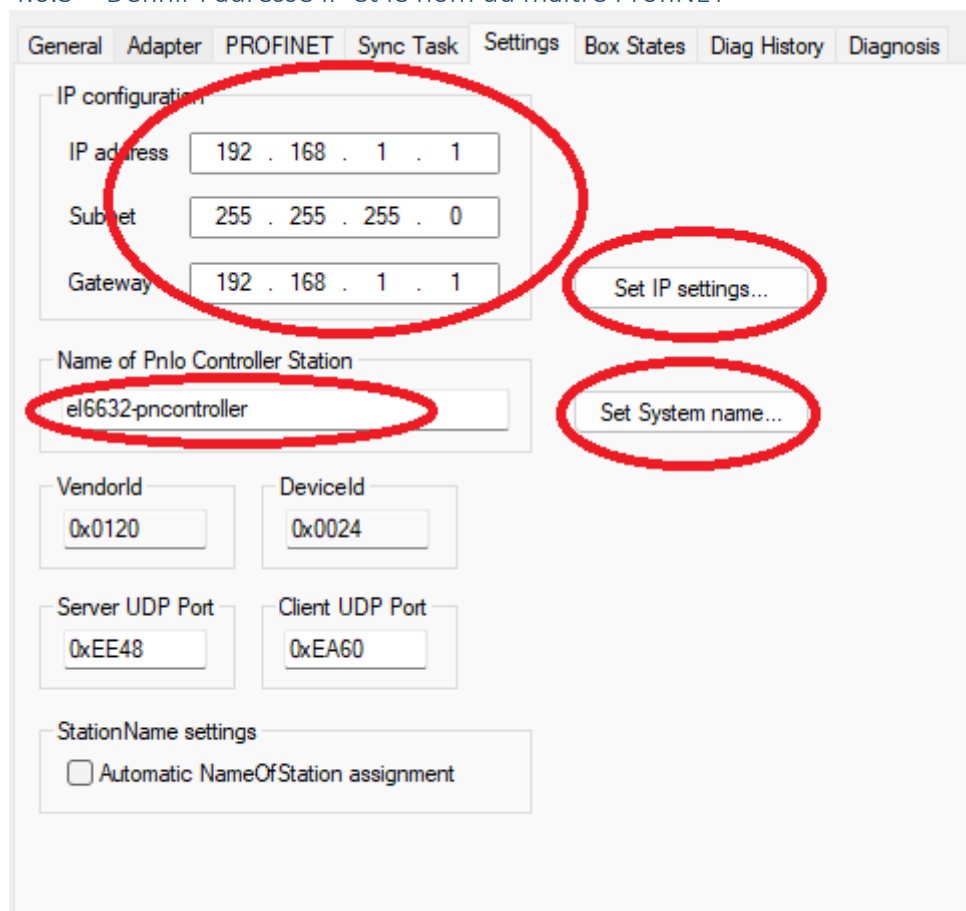 General Adapter PROFINET Sync Task Settings Box States Diag History Diagnosis
IP configuration
IP address 192 . 168 . 1 . 1
Subnet 255 . 255 . 255 . 0
Gateway 192 . 168 . 1 . 1
Set IP settings...
Name of PnIo Controller Station
el6632-pncontroller
Set System name...
VendorId DeviceId
0x0120 0x0024
Server UDP Port Client UDP Port
0xEE48 0xEA60
StationName settings
Automatic NameOfStation assignment